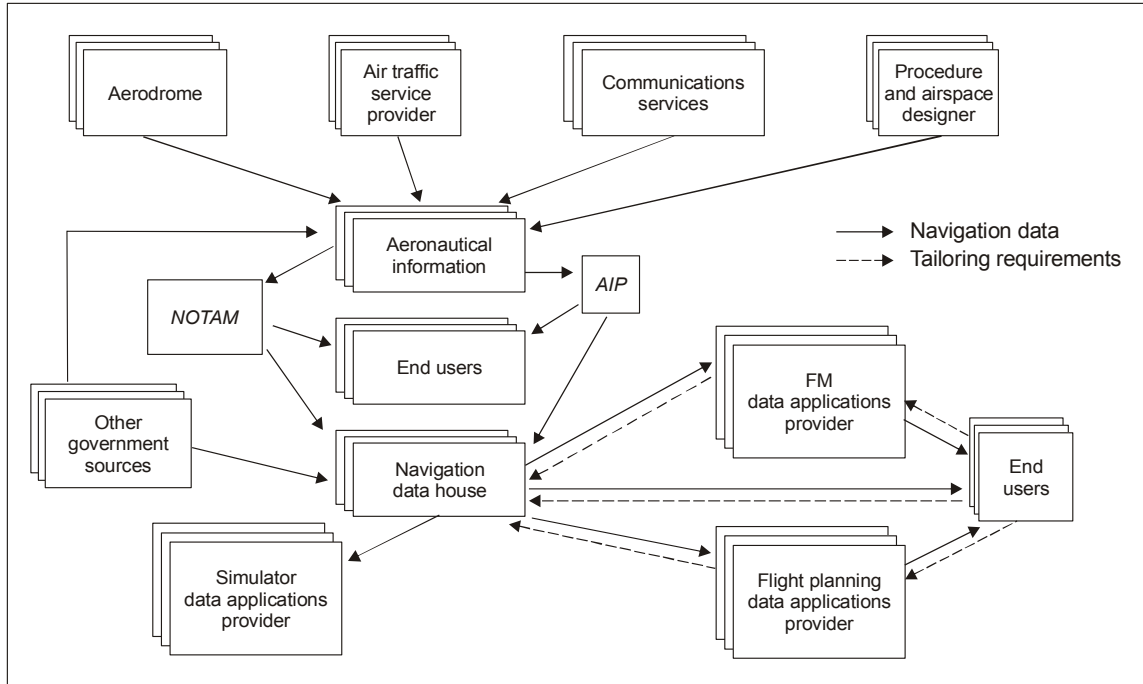 Aerodrome
Air traffic
service
provider
Communications
services
Procedure
and airspace
designer
Aeronautical
information
Navigation data
Tailoring requirements
AIP
NOTAM
End users
FM
data applications
provider
Other
government
sources
Navigation
data house
End
users
Simulator
data applications
provider
Flight planning
data applications
provider